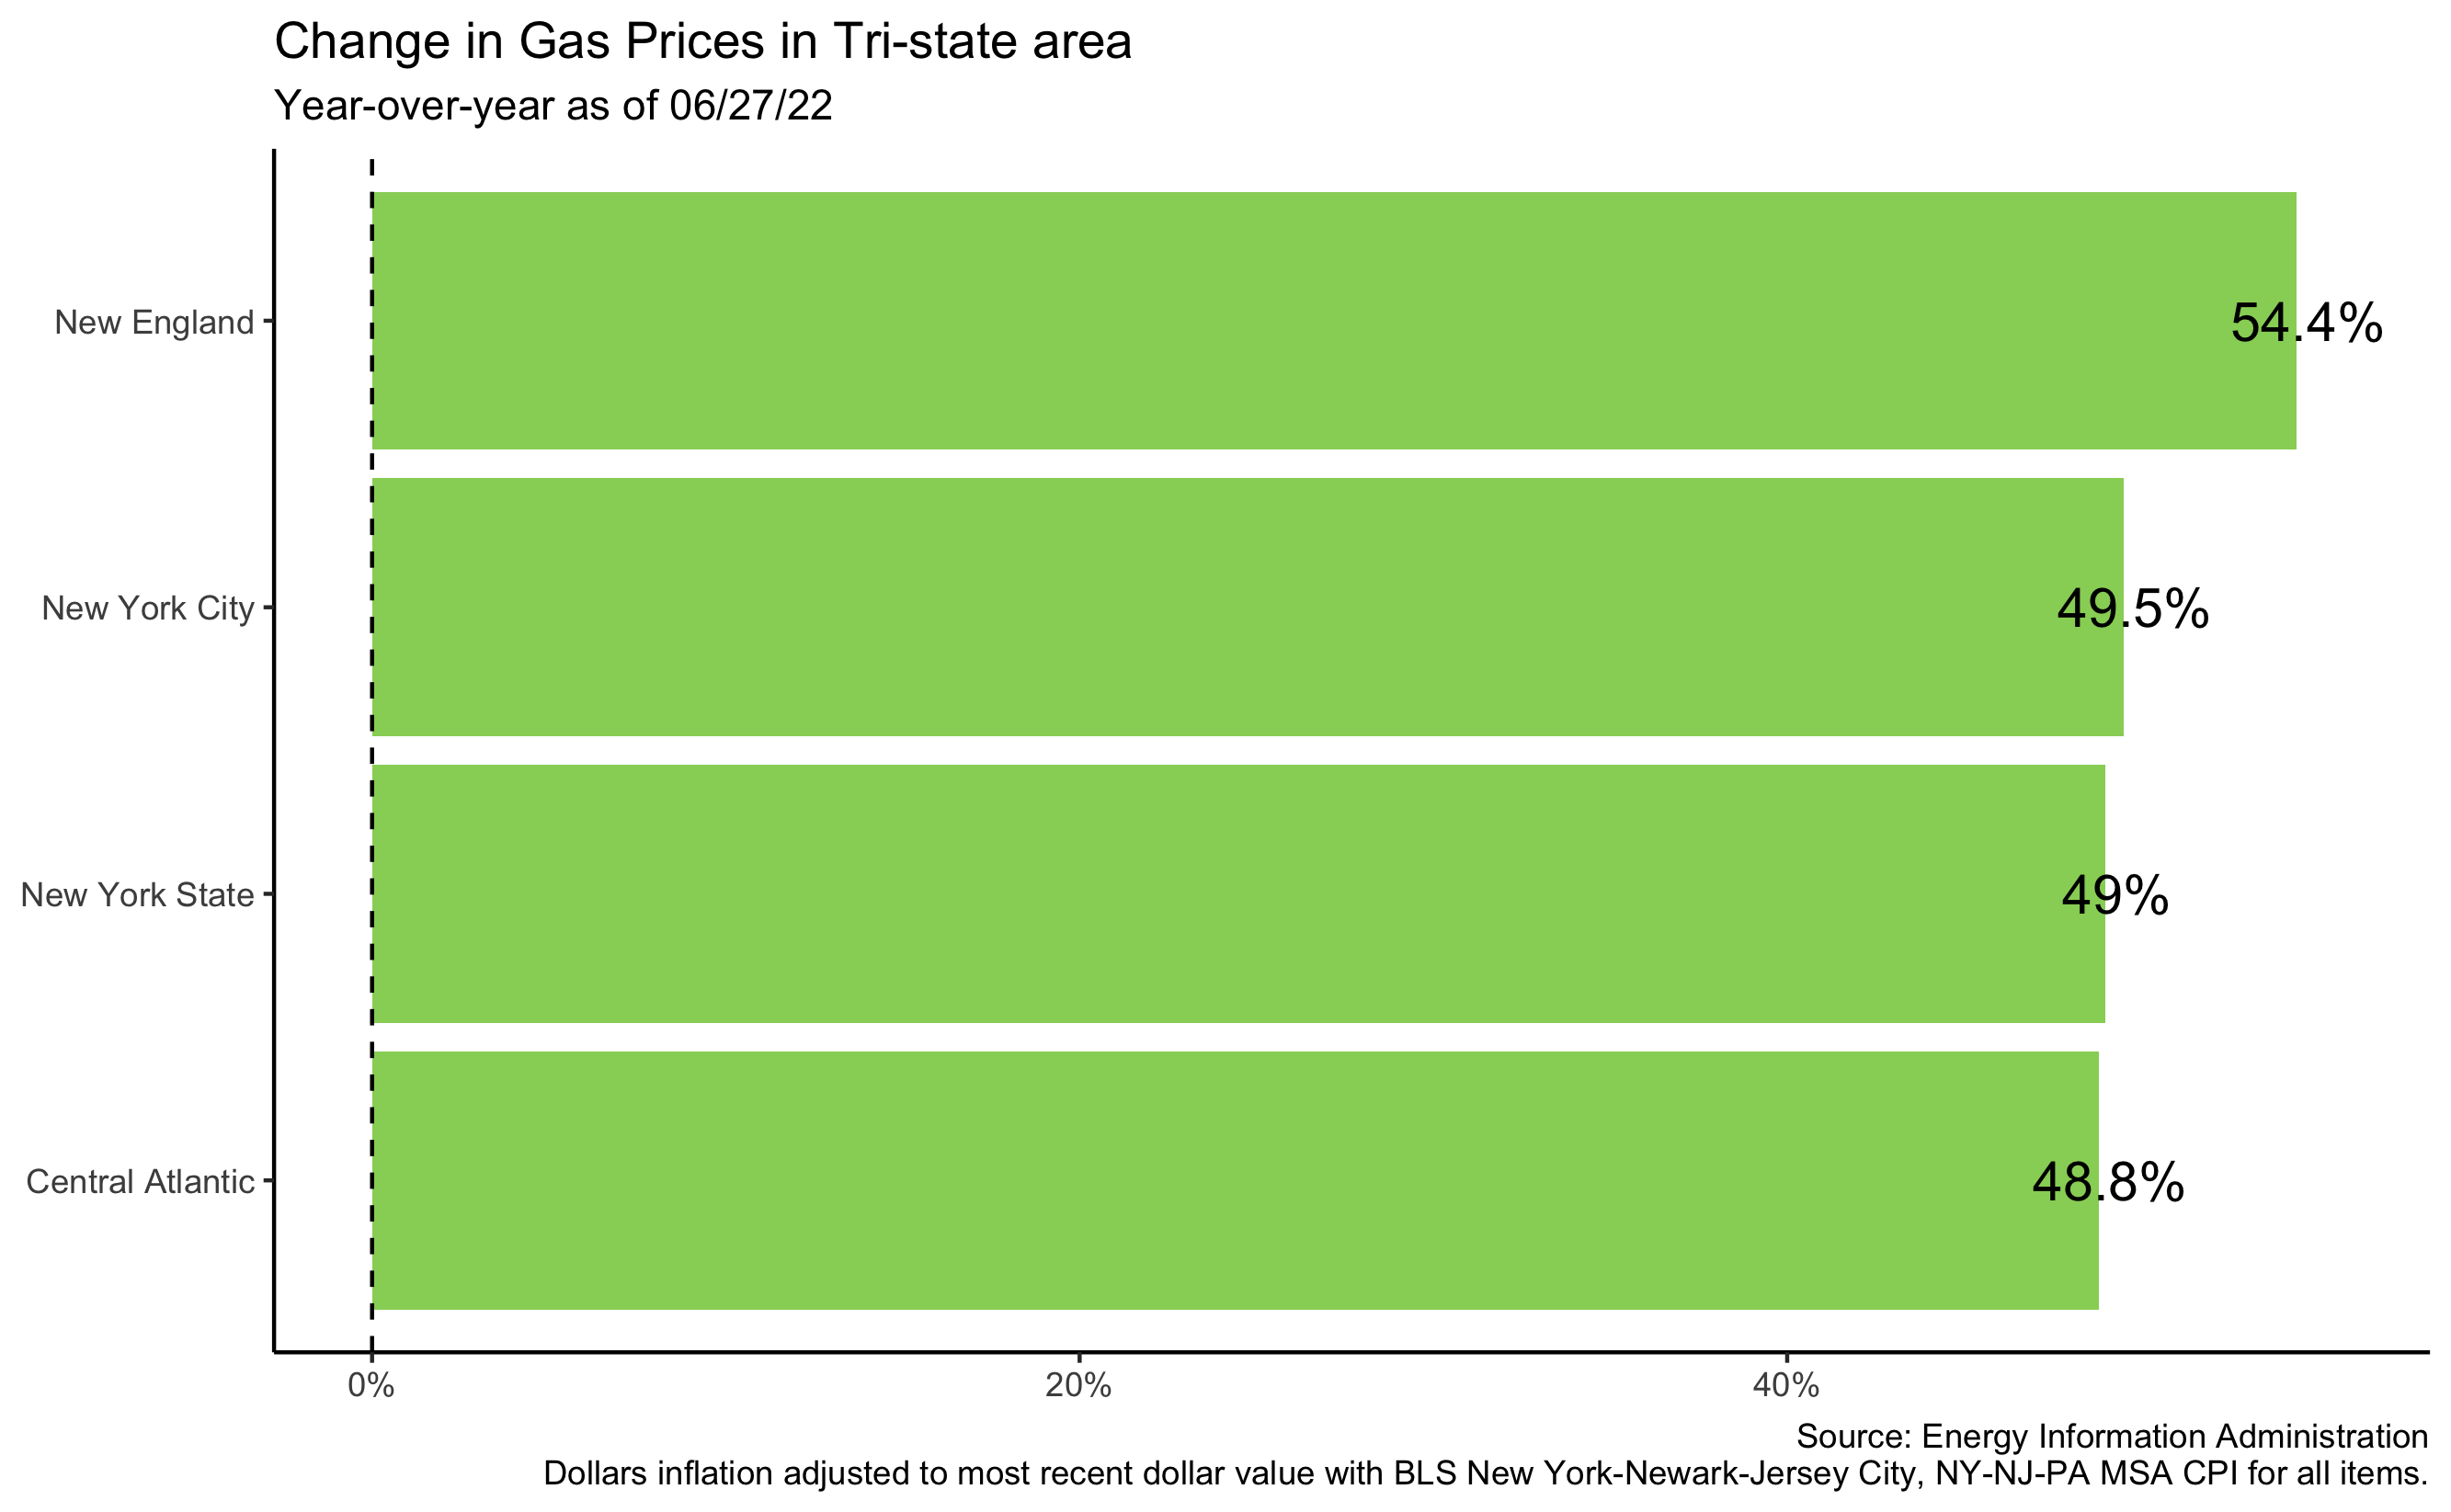 Change in Gas Prices in Tri-state area
Year-over-year as of 06/27/22
New England
54.4%
New York City
49.5%
New York State
49%
Central Atlantic
48.8%
0%
20%
40%
Source: Energy Information Administration
Dollars inflation adjusted to most recent dollar value with BLS New York-Newark-Jersey City, NY-NJ-PA MSA CPI for all items.